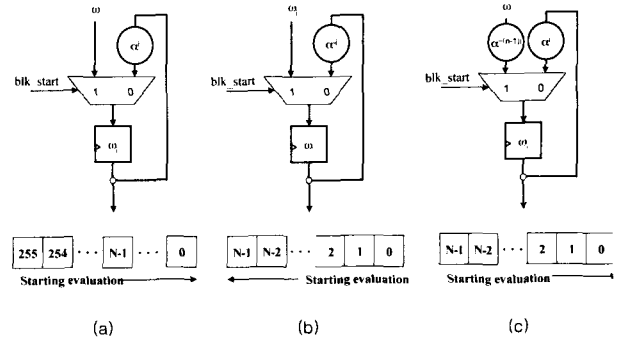 ω
α^i
blk_start
1 0
ω_i
255 254 ··· N-1 ··· 0
Starting evaluation
(a)
ω_i
α^i
blk_start
1 0
ω_i
N-1 N-2 ··· 2 1 0
Starting evaluation
(b)
ω
α^-(n-1)i
α^i
blk_start
1 0
ω_i
N-1 N-2 ··· 2 1 0
Starting evaluation
(c)